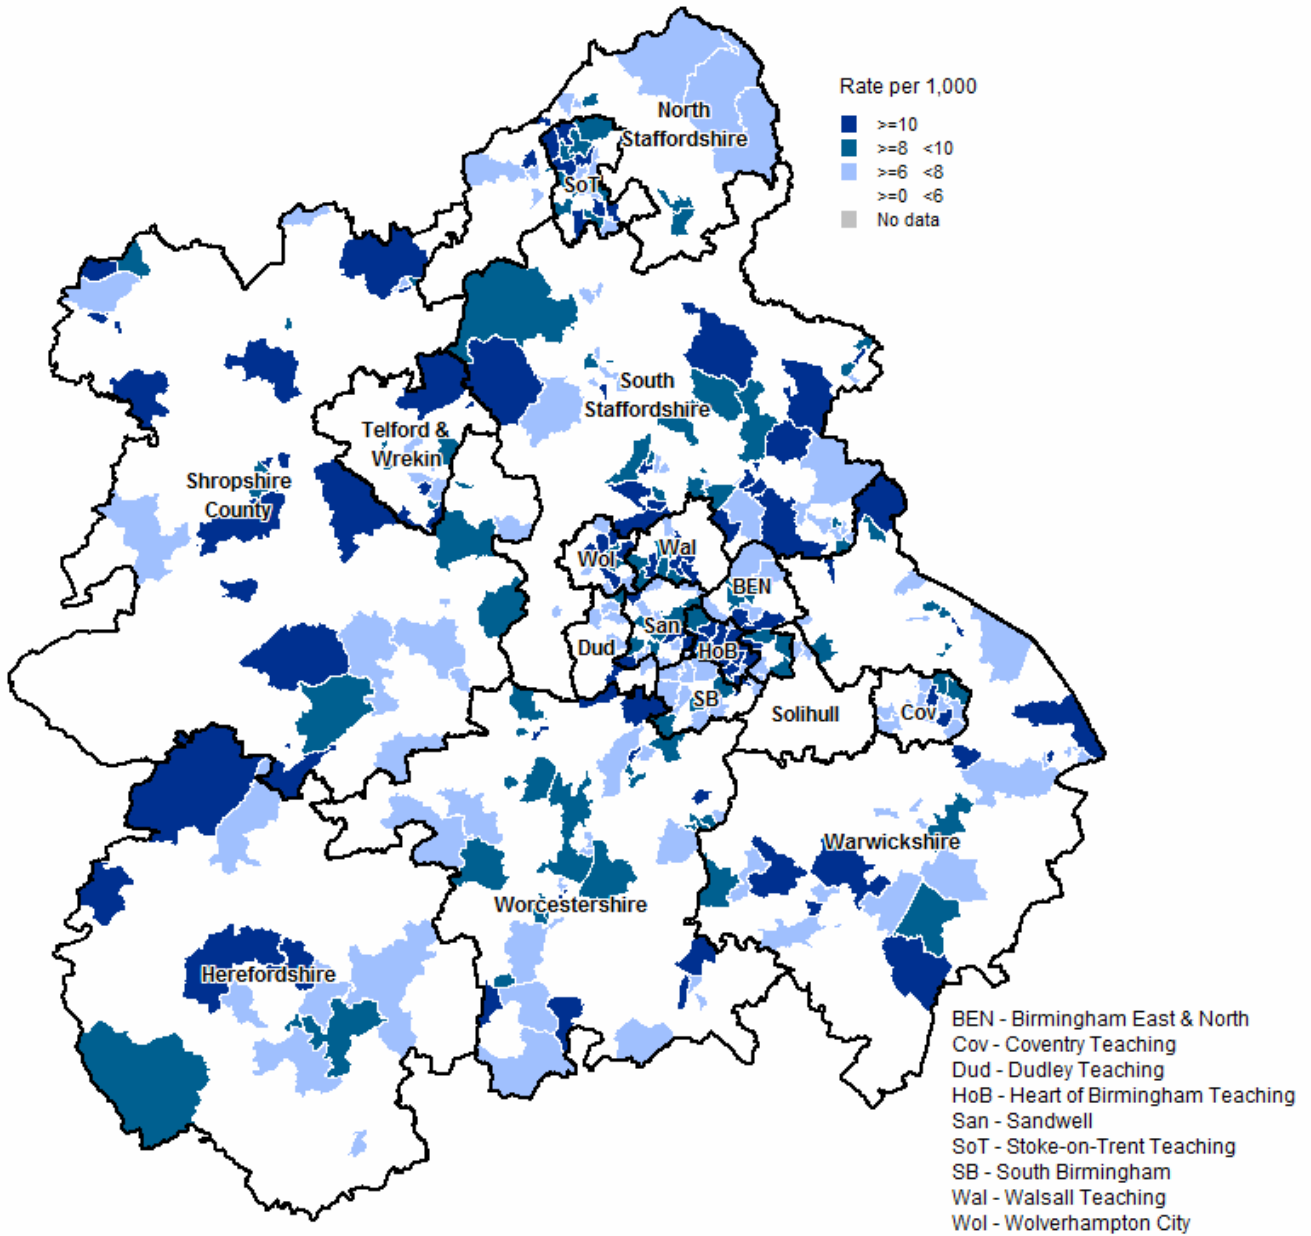 Rate per 1,000
>=10
>=8 <10
>=6 <8
>=0 <6
No data
North
Staffordshire
SoT
South
Staffordshire
Telford &
Wrekin
Shropshire
County
Wol
Wal
BEN
San
Dud
HoB
SB
Solihull
Cov
Warwickshire
Worcestershire
Herefordshire
BEN - Birmingham East & North
Cov - Coventry Teaching
Dud - Dudley Teaching
HoB - Heart of Birmingham Teaching
San - Sandwell
SoT - Stoke-on-Trent Teaching
SB - South Birmingham
Wal - Walsall Teaching
Wol - Wolverhampton City